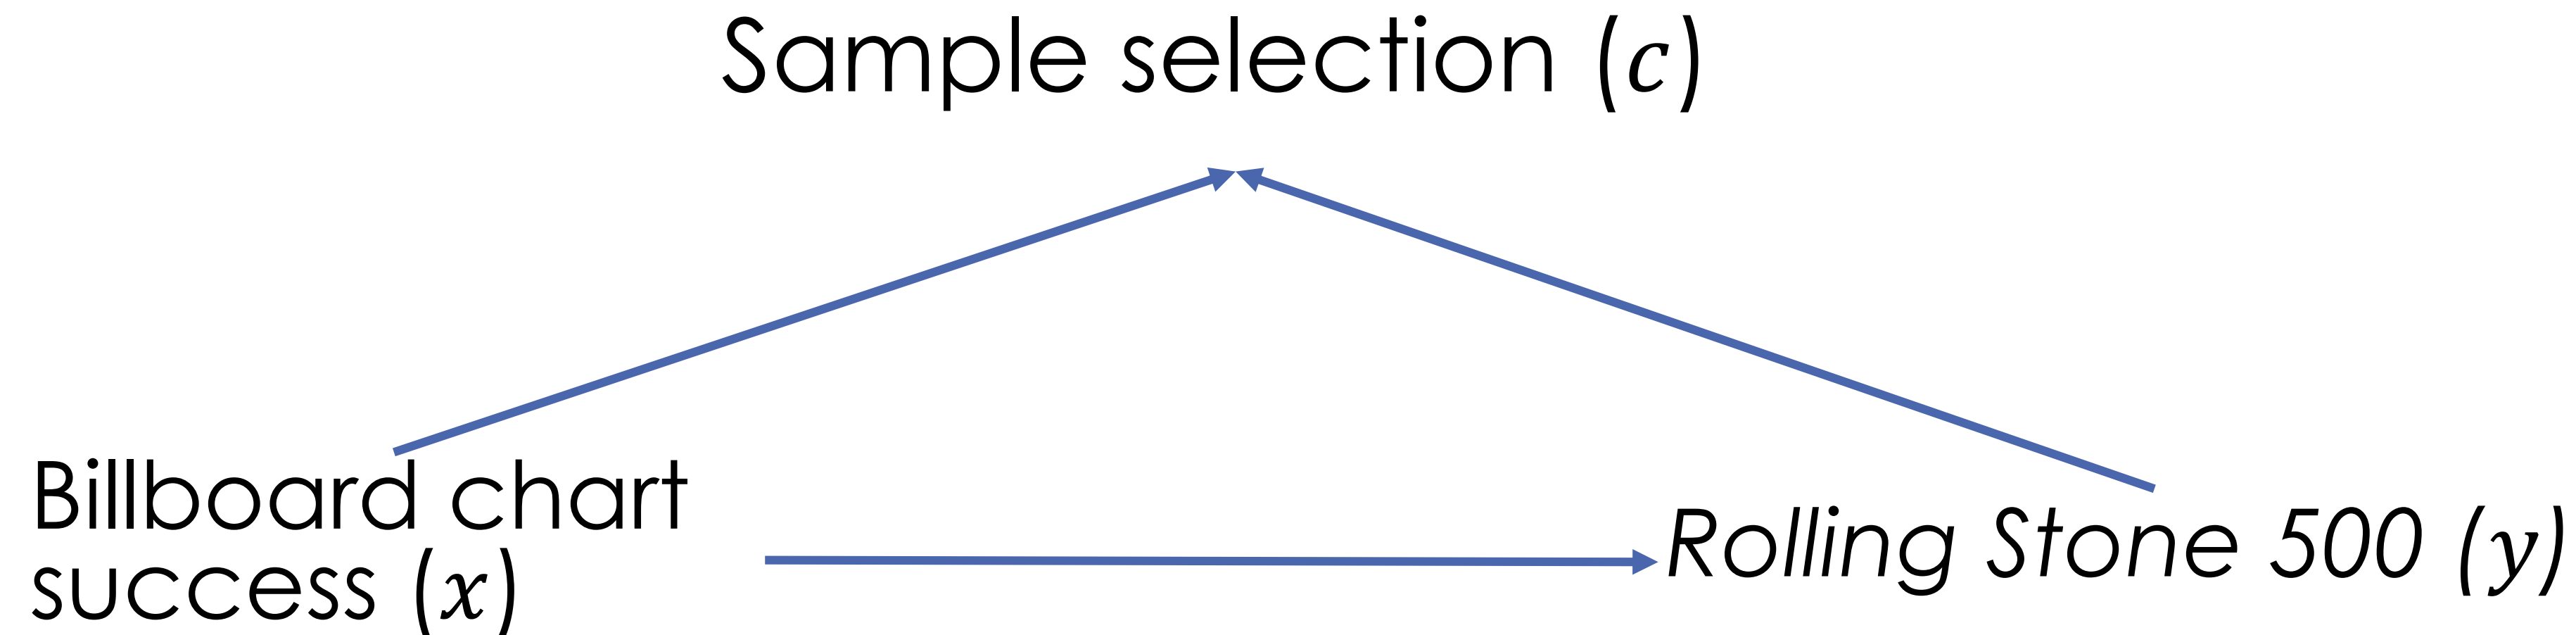 Sample selection (c)
Billboard chart
success (x)
Rolling Stone 500 (y)